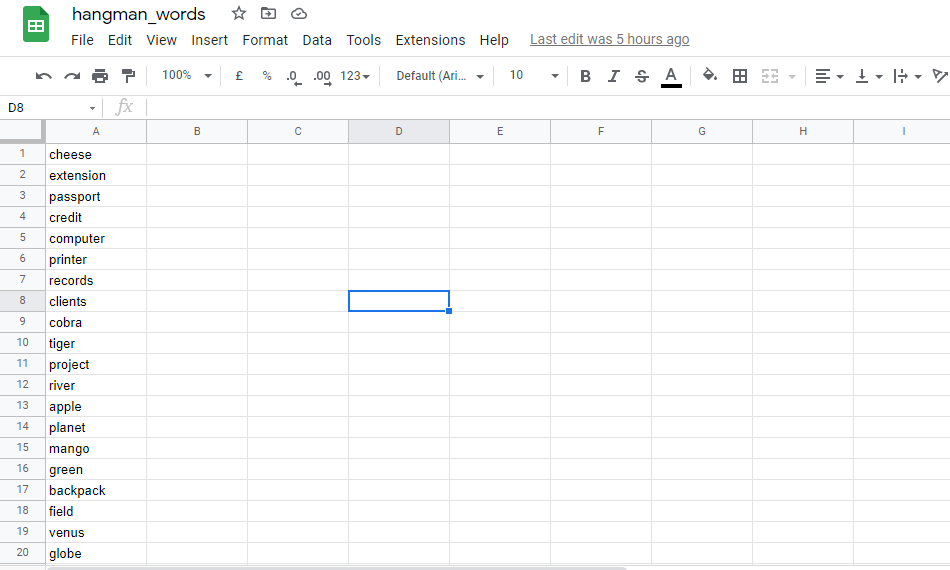 hangman_words
File Edit View Insert Format Data Tools Extensions Help Last edit was 5 hours ago
100% £ % .0 .00 123 Default (Ari... 10 B I S A
D8 fx
A B C D E F G H I
1 cheese
2 extension
3 passport
4 credit
5 computer
6 printer
7 records
8 clients
9 cobra
10 tiger
11 project
12 river
13 apple
14 planet
15 mango
16 green
17 backpack
18 field
19 venus
20 globe